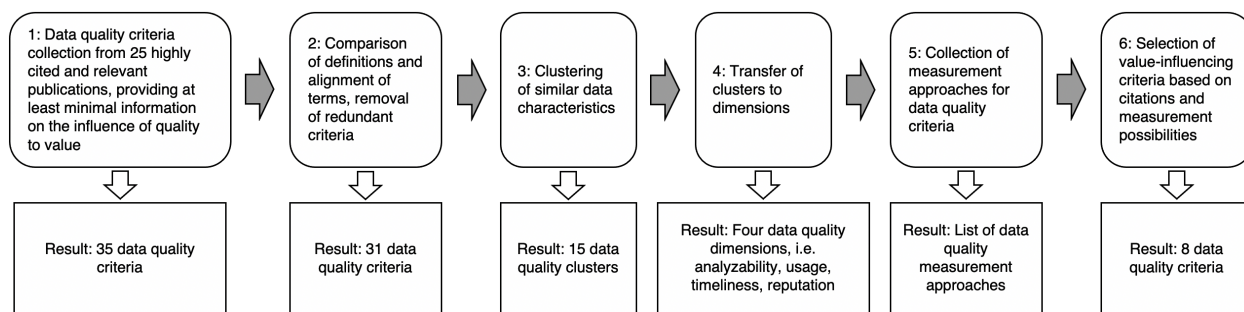 1: Data quality criteria
collection from 25 highly
cited and relevant
publications, providing at
least minimal information
on the influence of quality
to value
2: Comparison
of definitions and
alignment of
terms, removal
of redundant
criteria
3: Clustering
of similar data
characteristics
4: Transfer of
clusters to
dimensions
5: Collection of
measurement
approaches for
data quality
criteria
6: Selection of
value-influencing
criteria based on
citations and
measurement
possibilities
Result: 35 data quality
criteria
Result: 31 data
quality criteria
Result: 15 data
quality clusters
Result: Four data quality
dimensions, i.e.
analyzability, usage,
timeliness, reputation
Result: List of data
quality
measurement
approaches
Result: 8 data
quality criteria